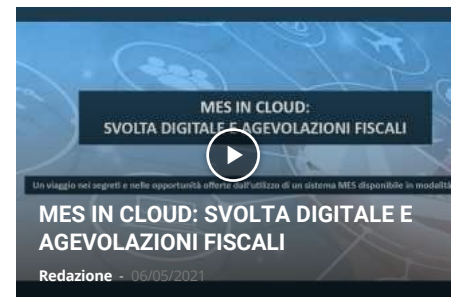 MES IN CLOUD:
SVOLTA DIGITALE E AGEVOLAZIONI FISCALI
Un viaggio nei segreti e nelle opportunità offerte dall'utilizzo di un sistema MES disponibile in modalità
MES IN CLOUD: SVOLTA DIGITALE E
AGEVOLAZIONI FISCALI
Redazione - 06/05/2021